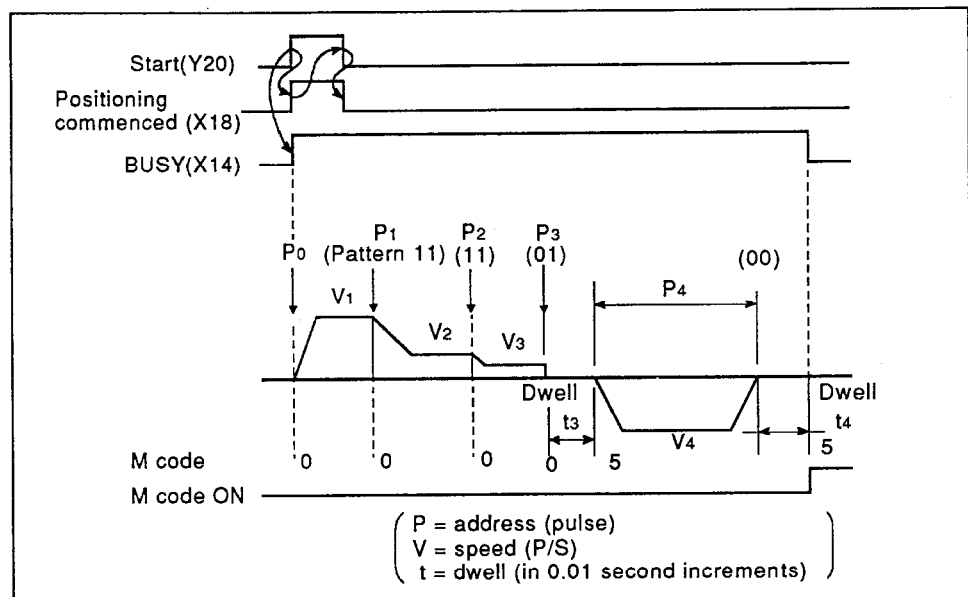 Start(Y20)
Positioning
commenced (X18)
BUSY(X14)
P0
P1
(Pattern 11)
P2
(11)
P3
(01)
(00)
P4
V1
V2
V3
Dwell
t3
V4
Dwell
t4
M code
0
0
0
0
5
5
M code ON
P = address (pulse)
V = speed (P/S)
t = dwell (in 0.01 second increments)